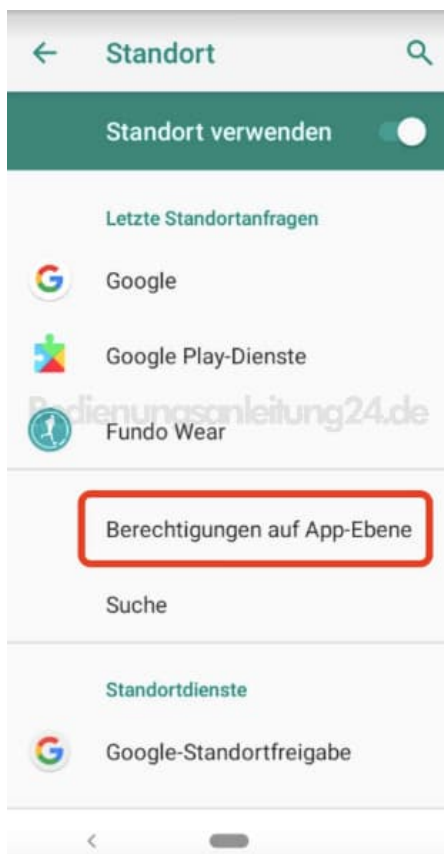 Standort
Standort verwenden
Letzte Standortanfragen
Google
Google Play-Dienste
Bedienungsanleitung24.de
Fundo Wear
Berechtigungen auf App-Ebene
Suche
Standortdienste
Google-Standortfreigabe